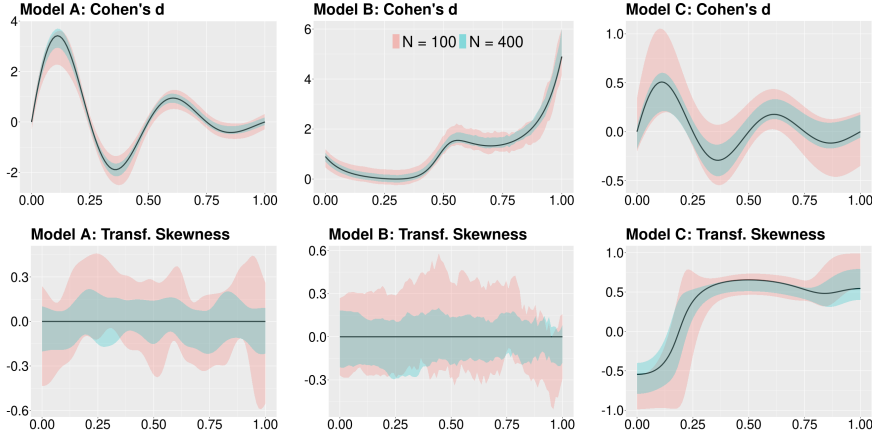 Model A: Cohen's d
Model B: Cohen's d
Model C: Cohen's d
4
2
0
-2
0.00 0.25 0.50 0.75 1.00
6
4
2
0
N = 100 N = 400
0.00 0.25 0.50 0.75 1.00
1.0
0.5
0.0
-0.5
0.00 0.25 0.50 0.75 1.00
Model A: Transf. Skewness
Model B: Transf. Skewness
Model C: Transf. Skewness
0.3
0.0
-0.3
-0.6
0.00 0.25 0.50 0.75 1.00
0.6
0.3
0.0
-0.3
0.00 0.25 0.50 0.75 1.00
1.0
0.5
0.0
-0.5
-1.0
0.00 0.25 0.50 0.75 1.00